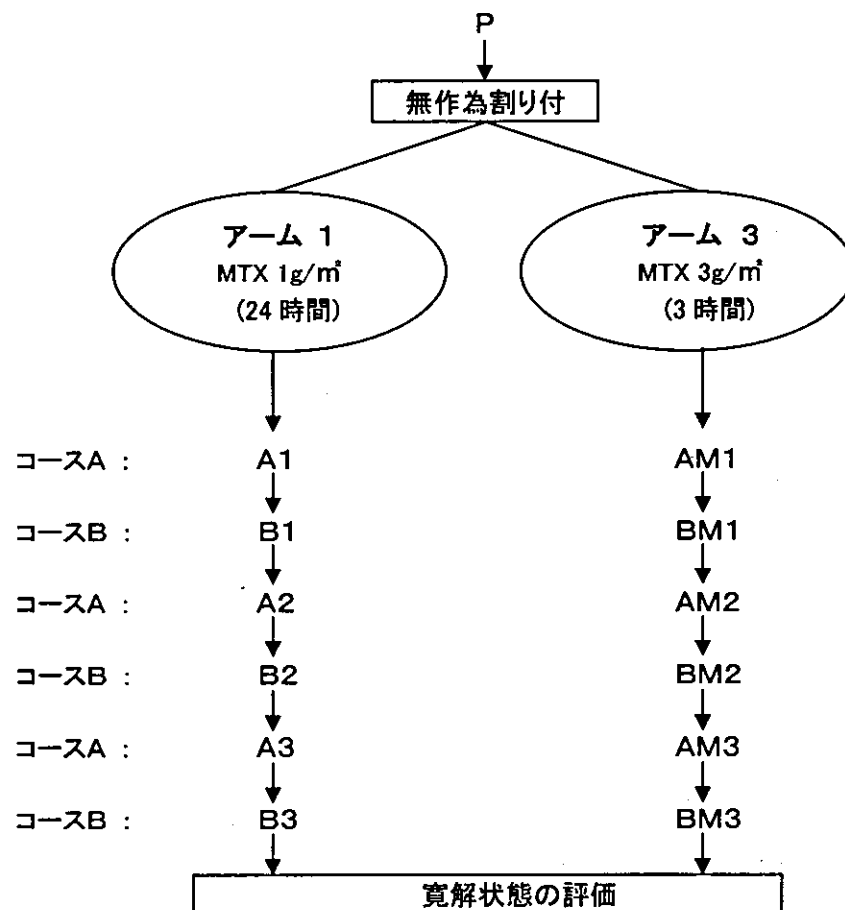 P
無作為割り付
アーム 1
MTX 1g/㎡
(24 時間)
アーム 3
MTX 3g/㎡
(3 時間)
コースA : A1 AM1
コースB : B1 BM1
コースA : A2 AM2
コースB : B2 BM2
コースA : A3 AM3
コースB : B3 BM3
寛解状態の評価